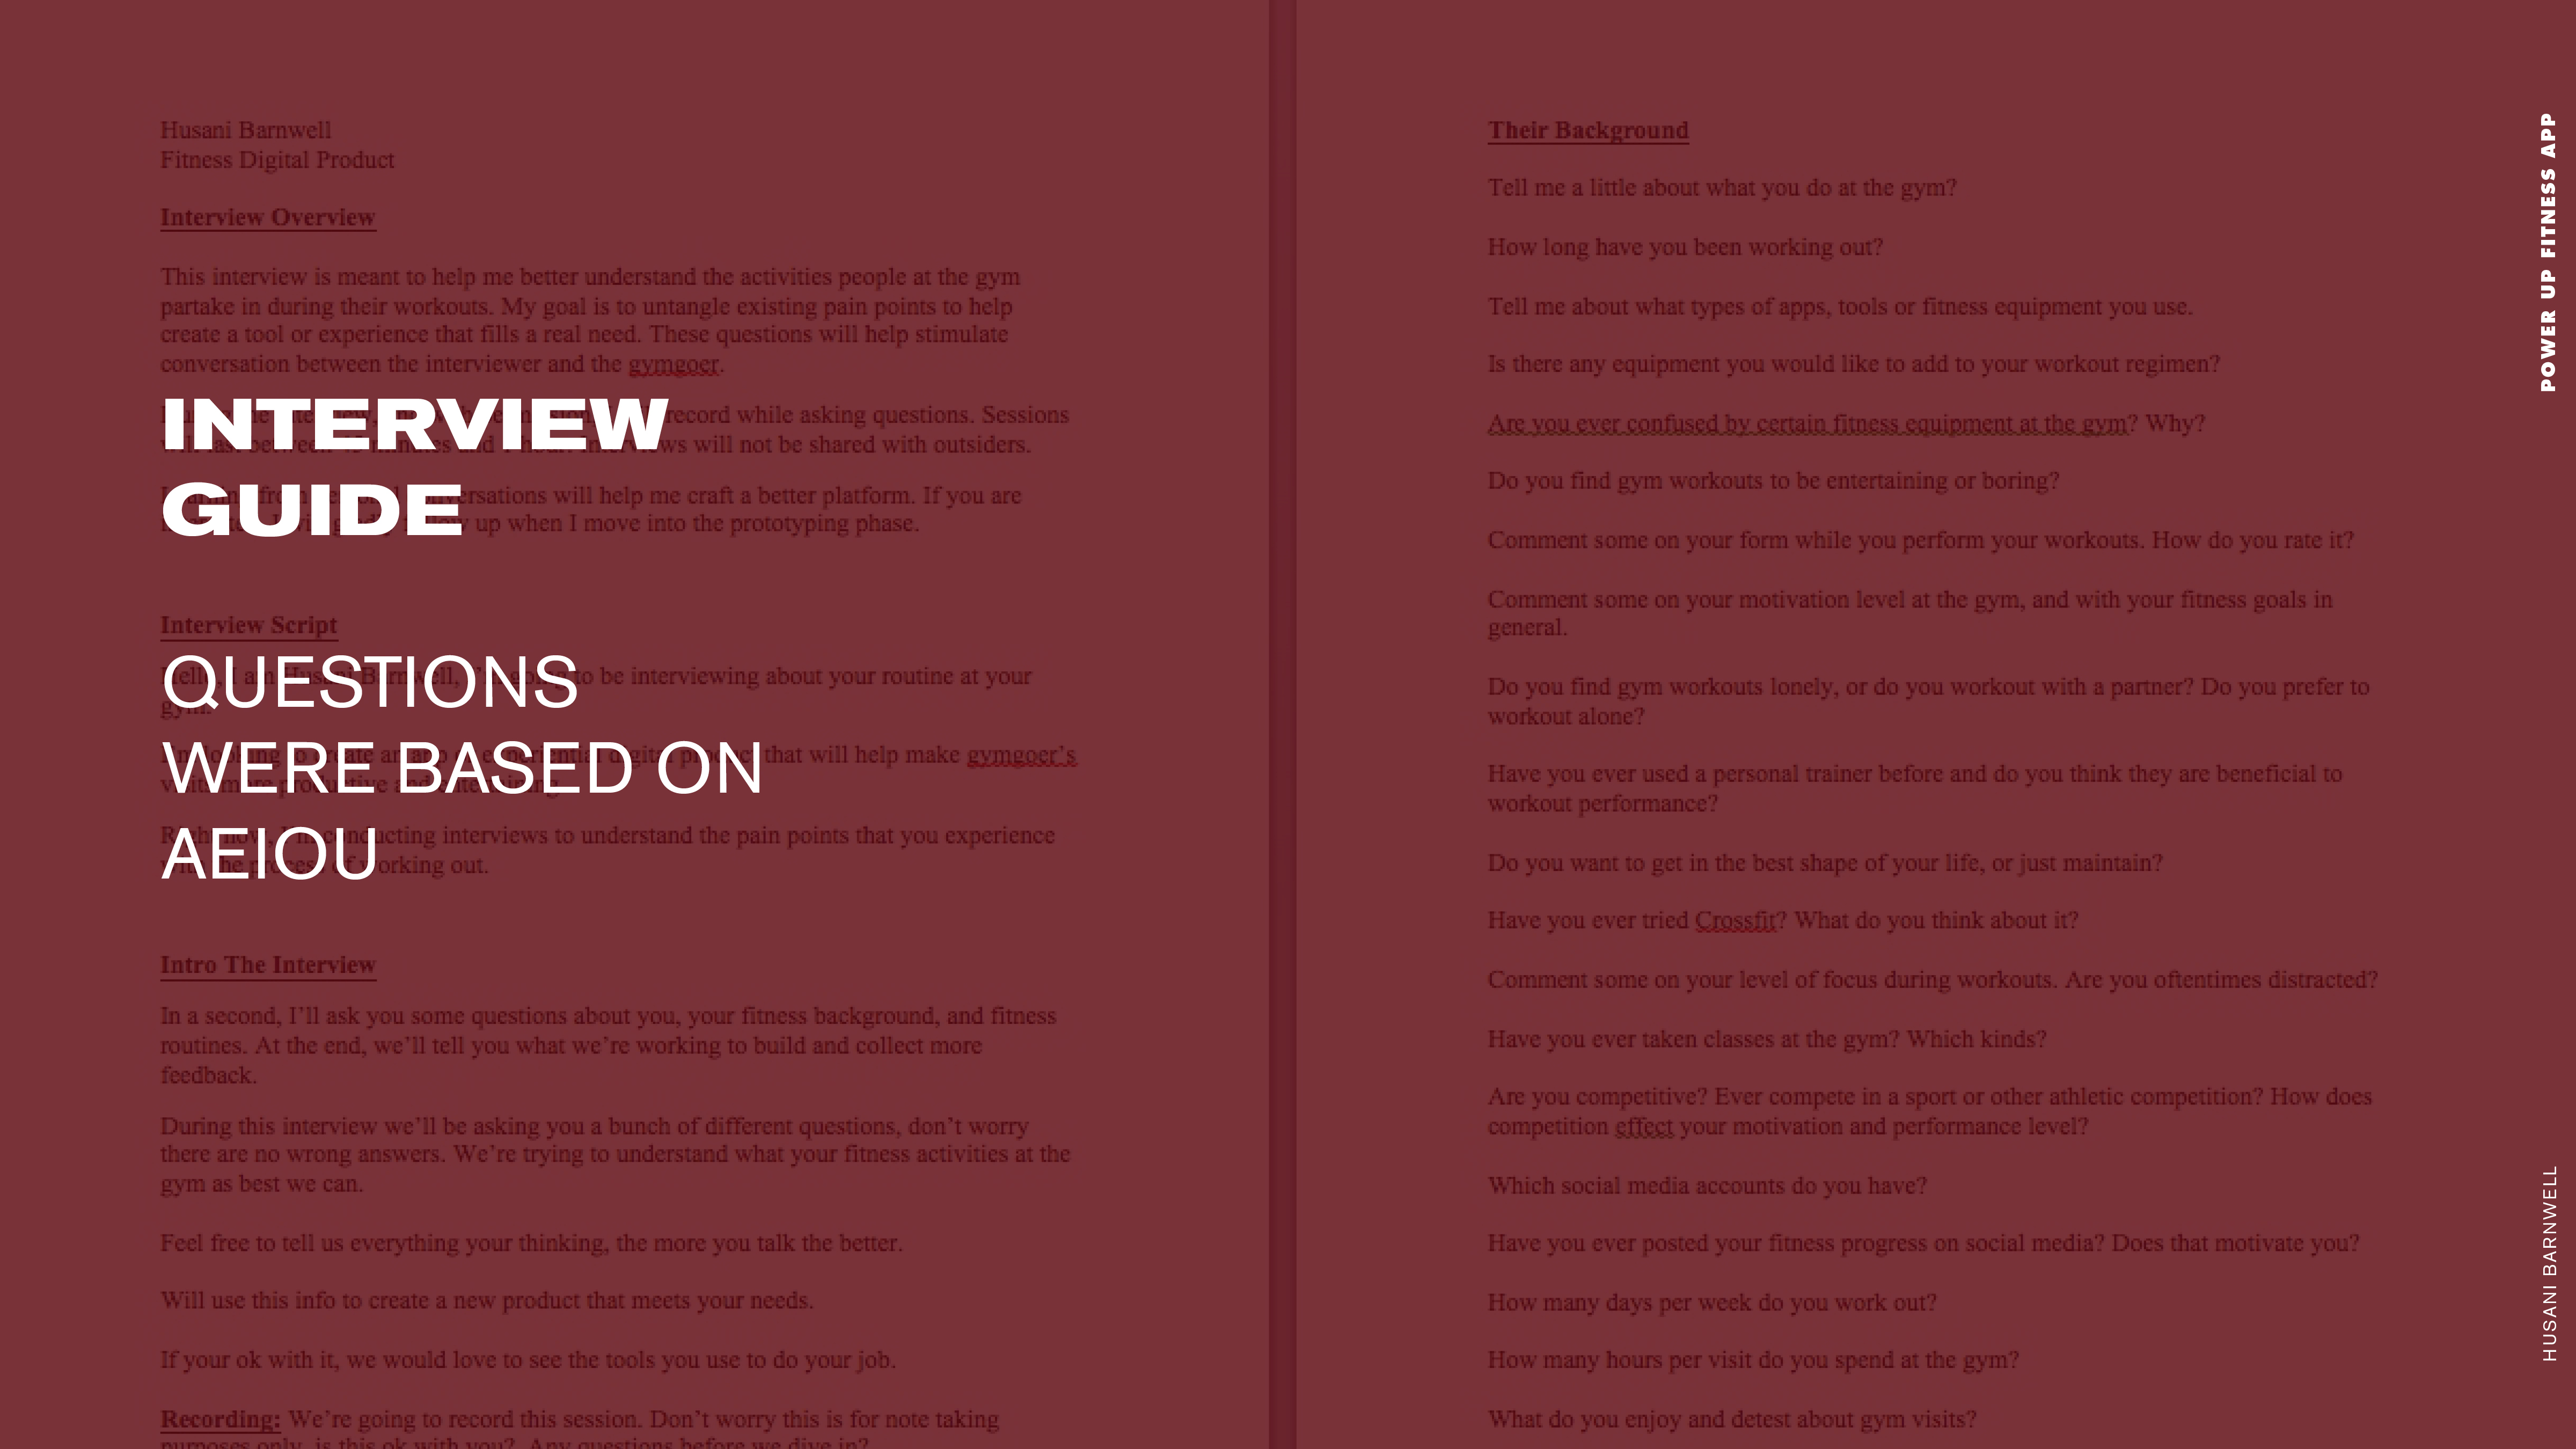 Husani Barnwell
Fitness Digital Product
Interview Overview
This interview is meant to help me better understand the activities people at the gym
partake in during their workouts. My goal is to untangle existing pain points to help
create a tool or experience that fills a real need. These questions will help stimulate
conversation between the interviewer and the gymgoer.
record while asking questions. Sessions
will not be shared with outsiders.
will help me craft a better platform. If you are
up when I move into the prototyping phase.
INTERVIEW
GUIDE
Interview Script
to be interviewing about your routine at your
gym.
that will help make gymgoer's
conducting interviews to understand the pain points that you experience
working out.
QUESTIONS
WERE BASED ON
AEIOU
Intro The Interview
In a second, I'll ask you some questions about you, your fitness background, and fitness
routines. At the end, we'll tell you what we're working to build and collect more
feedback.
During this interview we'll be asking you a bunch of different questions, don't worry
there are no wrong answers. We're trying to understand what your fitness activities at the
gym as best we can.
Feel free to tell us everything your thinking, the more you talk the better.
Will use this info to create a new product that meets your needs.
If your ok with it, we would love to see the tools you use to do your job.
Recording: We're going to record this session. Don't worry this is for note taking
purposes only, is this ok with you? Any questions before we dive in?
Their Background
Tell me a little about what you do at the gym?
How long have you been working out?
Tell me about what types of apps, tools or fitness equipment you use.
Is there any equipment you would like to add to your workout regimen?
Are you ever confused by certain fitness equipment at the gym? Why?
Do you find gym workouts to be entertaining or boring?
Comment some on your form while you perform your workouts. How do you rate it?
Comment some on your motivation level at the gym, and with your fitness goals in
general.
Do you find gym workouts lonely, or do you workout with a partner? Do you prefer to
workout alone?
Have you ever used a personal trainer before and do you think they are beneficial to
workout performance?
Do you want to get in the best shape of your life, or just maintain?
Have you ever tried Crossfit? What do you think about it?
Comment some on your level of focus during workouts. Are you oftentimes distracted?
Have you ever taken classes at the gym? Which kinds?
Are you competitive? Ever compete in a sport or other athletic competition? How does
competition effect your motivation and performance level?
Which social media accounts do you have?
Have you ever posted your fitness progress on social media? Does that motivate you?
How many days per week do you work out?
How many hours per visit do you spend at the gym?
What do you enjoy and detest about gym visits?
POWER UP FITNESS APP
HUSANI BARNWELL